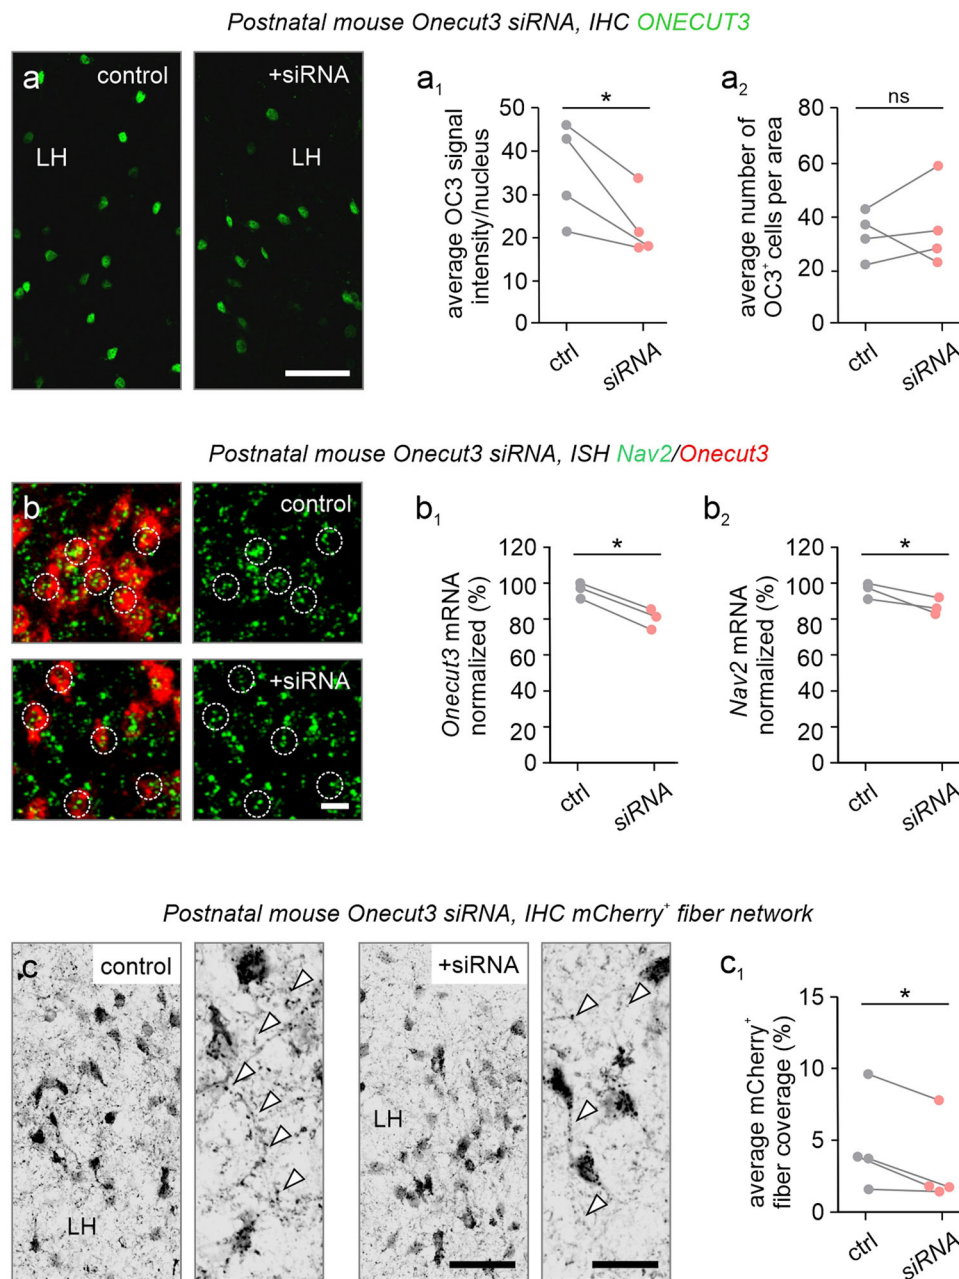 Postnatal mouse Onecut3 siRNA, IHC ONECUT3
a
control
LH
+siRNA
LH
a₁
*
average OC3 signal
intensity/nucleus
50
40
30
20
10
0
ctrl
siRNA
a₂
ns
average number of
OC3⁺ cells per area
80
60
40
20
0
ctrl
siRNA
Postnatal mouse Onecut3 siRNA, ISH Nav2/Onecut3
b
control
+siRNA
b₁
*
Onecut3 mRNA
normalized (%)
120
100
80
60
40
20
0
ctrl
siRNA
b₂
*
Nav2 mRNA
normalized (%)
120
100
80
60
40
20
0
ctrl
siRNA
Postnatal mouse Onecut3 siRNA, IHC mCherry⁺ fiber network
c
control
LH
+siRNA
LH
c₁
*
average mCherry⁺
fiber coverage (%)
15
10
5
0
ctrl
siRNA